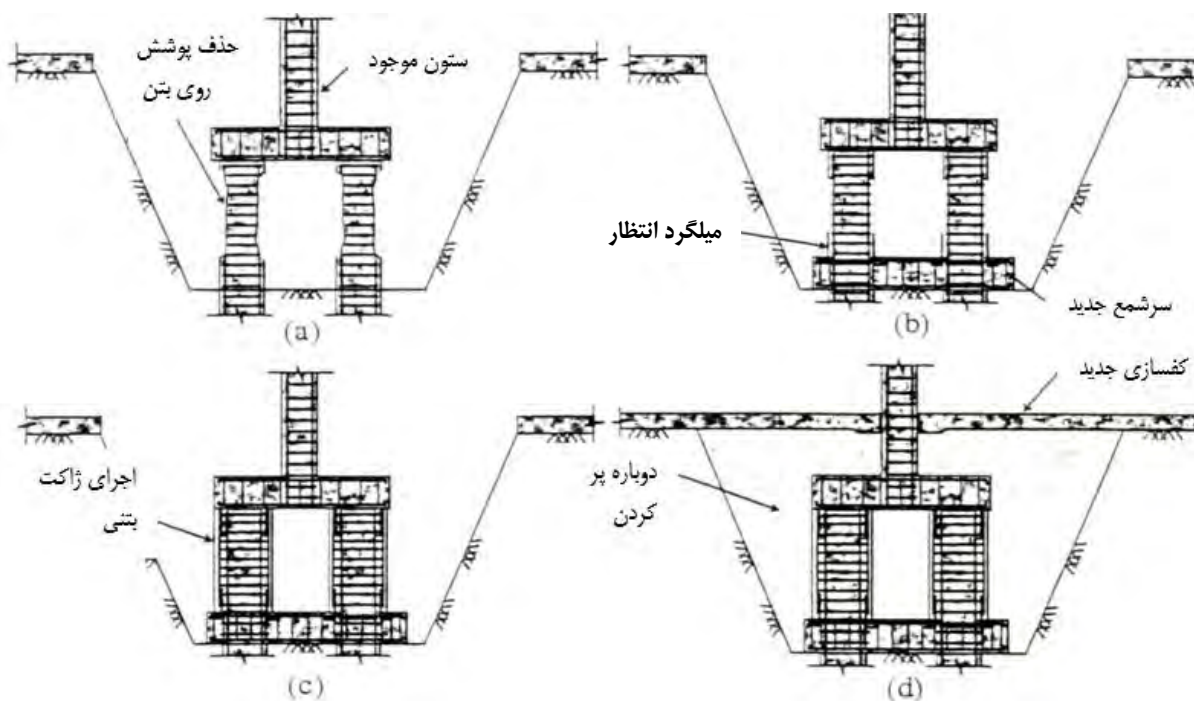 حذف پوشش
روی بتن
ستون موجود
(a)
میلگرد انتظار
سرشمع جدید
(b)
اجرای ژاکت
بتنی
(c)
کفسازی جدید
دوباره پر
کردن
(d)